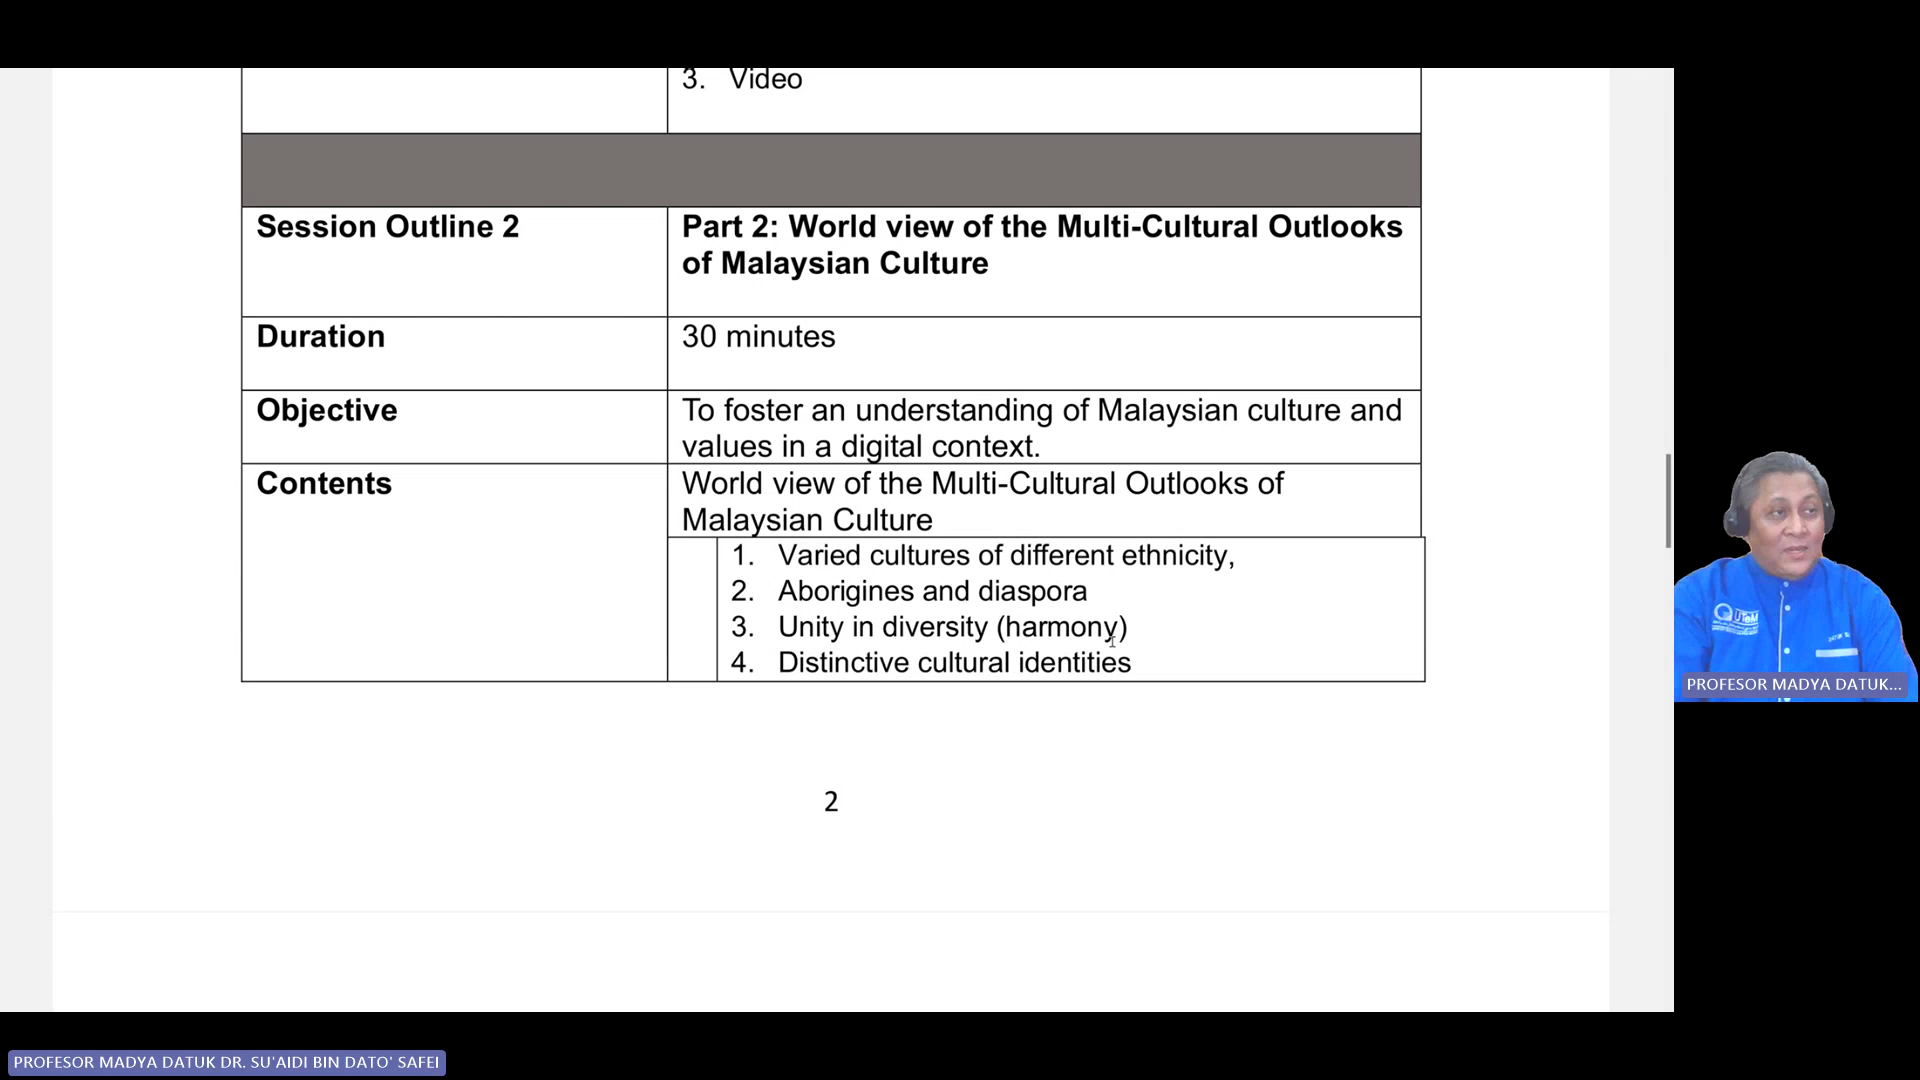 3. Video
Session Outline 2
Part 2: World view of the Multi-Cultural Outlooks
of Malaysian Culture
Duration
30 minutes
Objective
To foster an understanding of Malaysian culture and
values in a digital context.
Contents
World view of the Multi-Cultural Outlooks of
Malaysian Culture
1. Varied cultures of different ethnicity,
2. Aborigines and diaspora
3. Unity in diversity (harmony)
4. Distinctive cultural identities
2
UTeM
PROFESOR MADYA DATUK...
PROFESOR MADYA DATUK DR. SU'AIDI BIN DATO' SAFEI